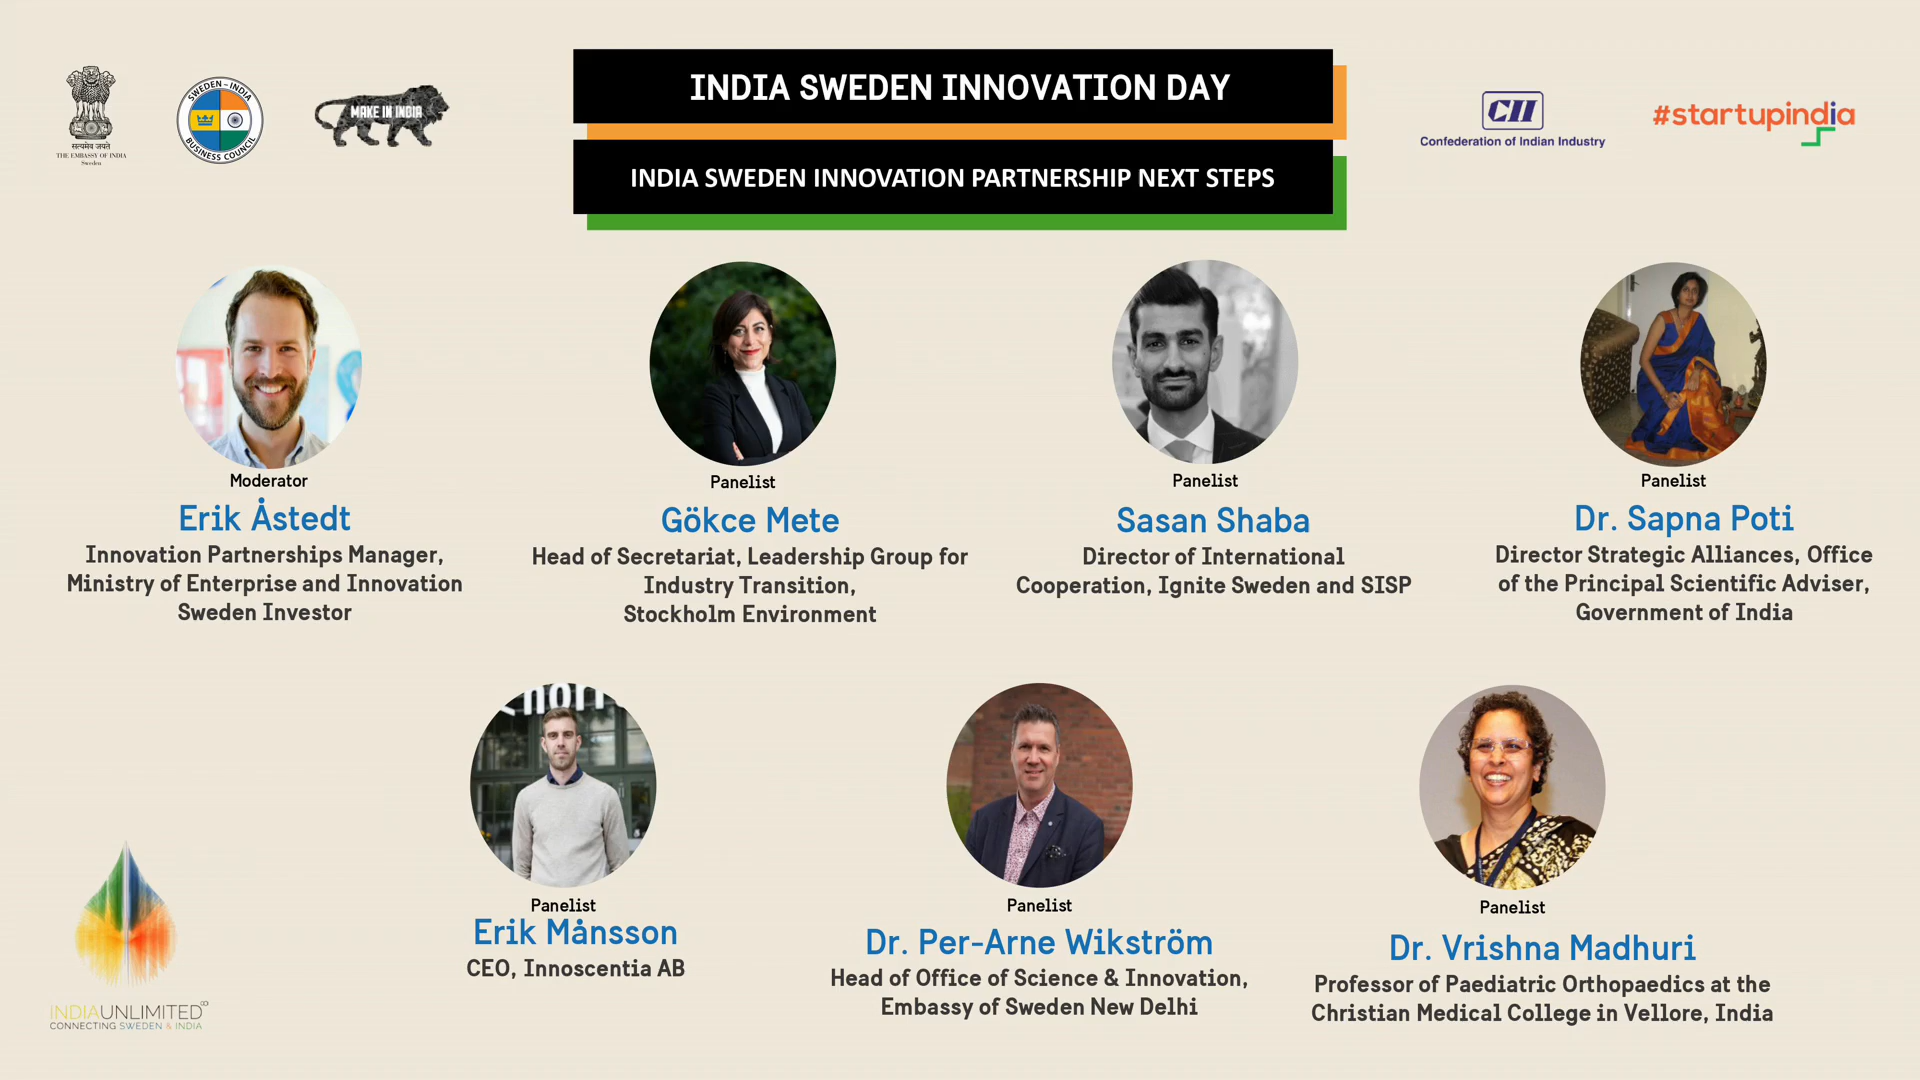 INDIA SWEDEN INNOVATION DAY
INDIA SWEDEN INNOVATION PARTNERSHIP NEXT STEPS
सत्यमेव जयते
THE EMBASSY OF INDIA
Sweden
SWEDEN-INDIA
BUSINESS COUNCIL
MAKE IN INDIA
CII
Confederation of Indian Industry
#startupindia
Moderator
Erik Åstedt
Innovation Partnerships Manager,
Ministry of Enterprise and Innovation
Sweden Investor
Panelist
Gökce Mete
Head of Secretariat, Leadership Group for
Industry Transition,
Stockholm Environment
Panelist
Sasan Shaba
Director of International
Cooperation, Ignite Sweden and SISP
Panelist
Dr. Sapna Poti
Director Strategic Alliances, Office
of the Principal Scientific Adviser,
Government of India
Panelist
Erik Månsson
CEO, Innoscentia AB
Panelist
Dr. Per-Arne Wikström
Head of Office of Science & Innovation,
Embassy of Sweden New Delhi
Panelist
Dr. Vrishna Madhuri
Professor of Paediatric Orthopaedics at the
Christian Medical College in Vellore, India
INDIAUNLIMITED∞
CONNECTING SWEDEN & INDIA